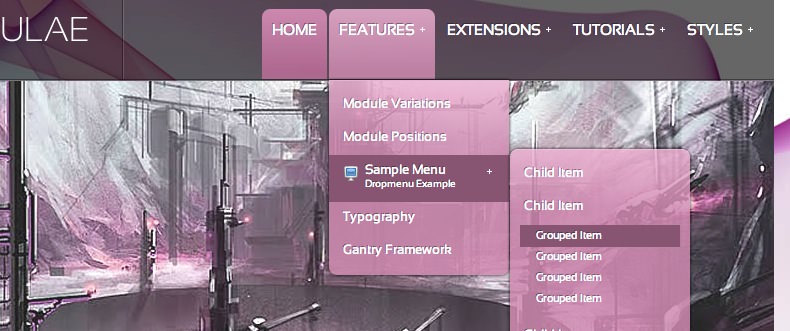 ULAE
HOME FEATURES + EXTENSIONS + TUTORIALS + STYLES +
Module Variations
Module Positions
Sample Menu +
Dropmenu Example
Typography
Gantry Framework
Child Item
Child Item
Grouped Item
Grouped Item
Grouped Item
Grouped Item